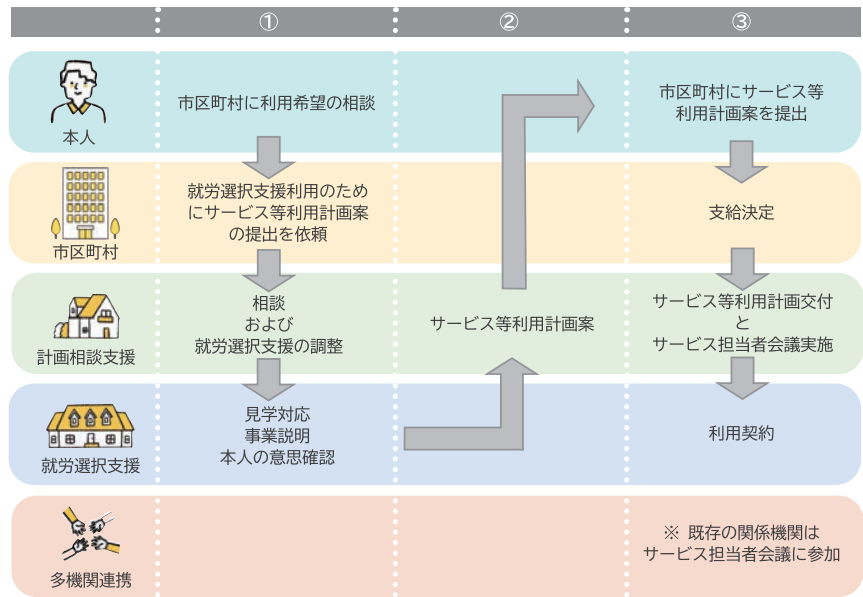 ①
②
③
本人
市区町村に利用希望の相談
市区町村にサービス等
利用計画案を提出
市区町村
就労選択支援利用のため
にサービス等利用計画案
の提出を依頼
支給決定
計画相談支援
相談
および
就労選択支援の調整
サービス等利用計画案
サービス等利用計画交付
と
サービス担当者会議実施
就労選択支援
見学対応
事業説明
本人の意思確認
利用契約
多機関連携
※ 既存の関係機関は
サービス担当者会議に参加